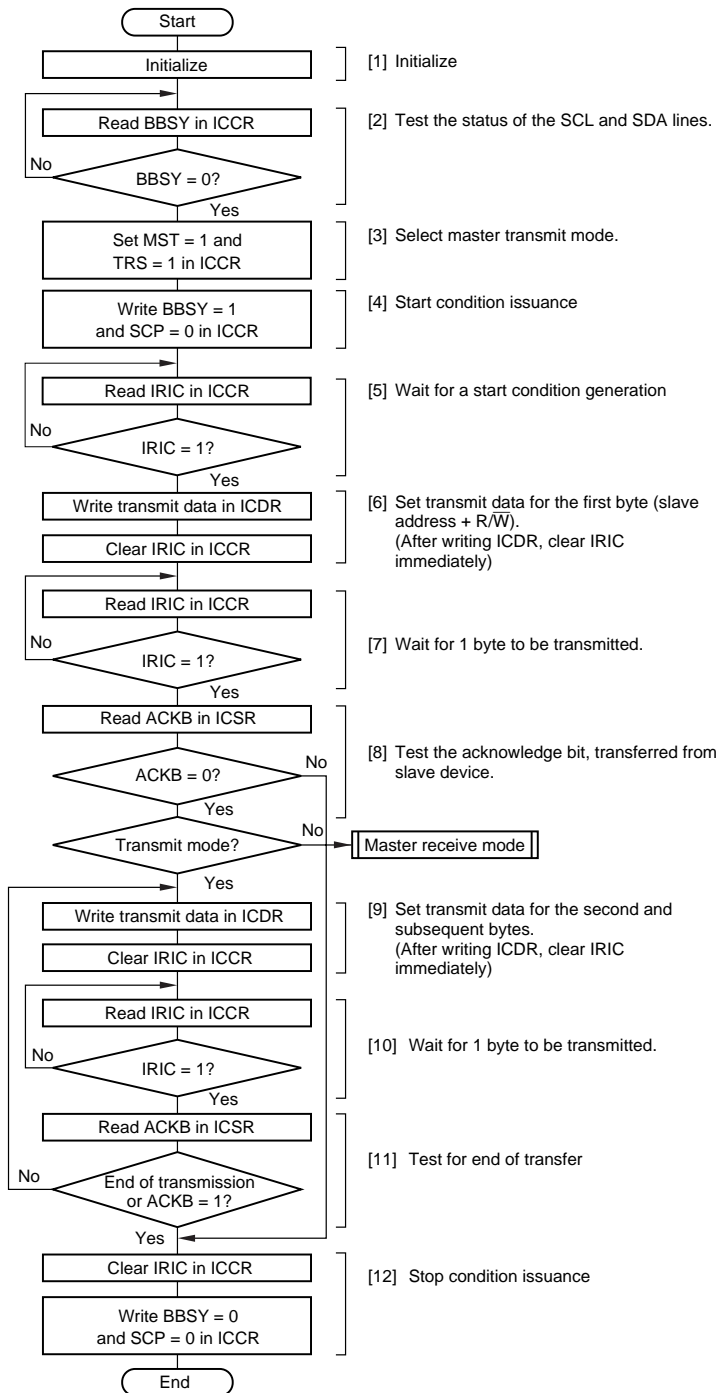 Start
Initialize
[1] Initialize
Read BBSY in ICCR
[2] Test the status of the SCL and SDA lines.
No
BBSY = 0?
Yes
Set MST = 1 and
TRS = 1 in ICCR
[3] Select master transmit mode.
Write BBSY = 1
and SCP = 0 in ICCR
[4] Start condition issuance
Read IRIC in ICCR
[5] Wait for a start condition generation
No
IRIC = 1?
Yes
Write transmit data in ICDR
Clear IRIC in ICCR
[6] Set transmit data for the first byte (slave
address + R/W̅).
(After writing ICDR, clear IRIC
immediately)
Read IRIC in ICCR
No
IRIC = 1?
[7] Wait for 1 byte to be transmitted.
Yes
Read ACKB in ICSR
[8] Test the acknowledge bit, transferred from
slave device.
No
ACKB = 0?
Yes
Transmit mode?
No
Master receive mode
Yes
Write transmit data in ICDR
Clear IRIC in ICCR
[9] Set transmit data for the second and
subsequent bytes.
(After writing ICDR, clear IRIC
immediately)
Read IRIC in ICCR
[10] Wait for 1 byte to be transmitted.
No
IRIC = 1?
Yes
Read ACKB in ICSR
[11] Test for end of transfer
No
End of transmission
or ACKB = 1?
Yes
Clear IRIC in ICCR
[12] Stop condition issuance
Write BBSY = 0
and SCP = 0 in ICCR
End